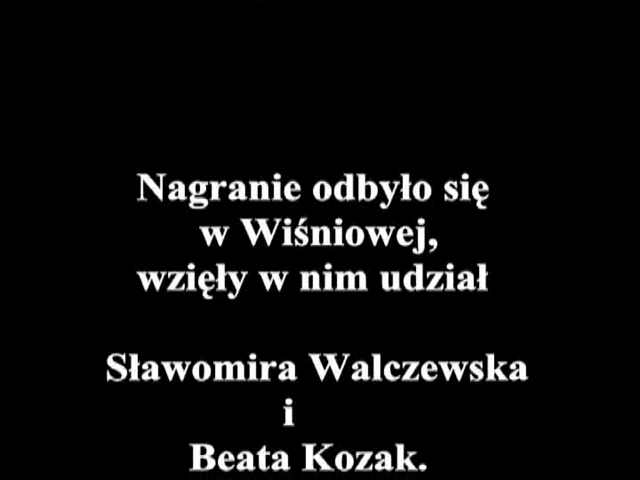 Nagranie odbyło się
w Wiśniowej,
wzięły w nim udział
Sławomira Walczewska
i
Beata Kozak.